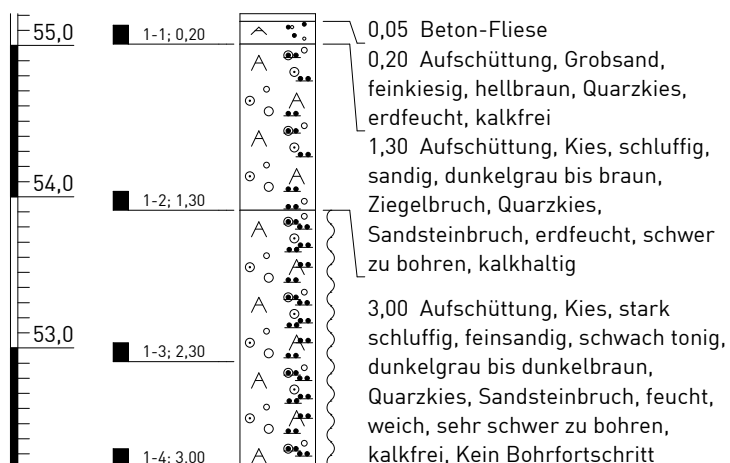 55,0
1-1; 0,20
0,05 Beton-Fliese
0,20 Aufschüttung, Grobsand,
feinkiesig, hellbraun, Quarzkies,
erdfeucht, kalkfrei
1,30 Aufschüttung, Kies, schluffig,
sandig, dunkelgrau bis braun,
Ziegelbruch, Quarzkies,
Sandsteinbruch, erdfeucht, schwer
zu bohren, kalkhaltig
54,0
1-2; 1,30
3,00 Aufschüttung, Kies, stark
schluffig, feinsandig, schwach tonig,
dunkelgrau bis dunkelbraun,
Quarzkies, Sandsteinbruch, feucht,
weich, sehr schwer zu bohren,
kalkfrei, Kein Bohrfortschritt
53,0
1-3; 2,30
1-4; 3,00